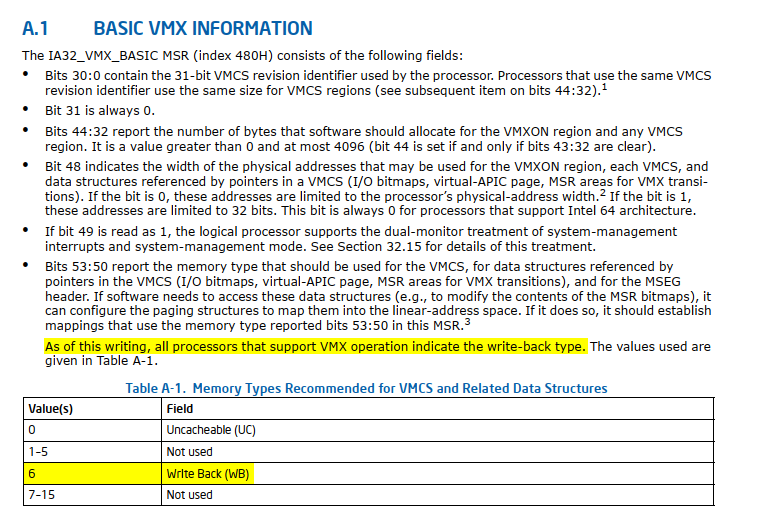 A.1 BASIC VMX INFORMATION
The IA32_VMX_BASIC MSR (index 480H) consists of the following fields:
• Bits 30:0 contain the 31-bit VMCS revision identifier used by the processor. Processors that use the same VMCS
revision identifier use the same size for VMCS regions (see subsequent item on bits 44:32).1
• Bit 31 is always 0.
• Bits 44:32 report the number of bytes that software should allocate for the VMXON region and any VMCS
region. It is a value greater than 0 and at most 4096 (bit 44 is set if and only if bits 43:32 are clear).
• Bit 48 indicates the width of the physical addresses that may be used for the VMXON region, each VMCS, and
data structures referenced by pointers in a VMCS (I/O bitmaps, virtual-APIC page, MSR areas for VMX transi-
tions). If the bit is 0, these addresses are limited to the processor's physical-address width.2 If the bit is 1,
these addresses are limited to 32 bits. This bit is always 0 for processors that support Intel 64 architecture.
• If bit 49 is read as 1, the logical processor supports the dual-monitor treatment of system-management
interrupts and system-management mode. See Section 32.15 for details of this treatment.
• Bits 53:50 report the memory type that should be used for the VMCS, for data structures referenced by
pointers in the VMCS (I/O bitmaps, virtual-APIC page, MSR areas for VMX transitions), and for the MSEG
header. If software needs to access these data structures (e.g., to modify the contents of the MSR bitmaps), it
can configure the paging structures to map them into the linear-address space. If it does so, it should establish
mappings that use the memory type reported bits 53:50 in this MSR.3
As of this writing, all processors that support VMX operation indicate the write-back type. The values used are
given in Table A-1.
Table A-1. Memory Types Recommended for VMCS and Related Data Structures
Value(s) Field
0 Uncacheable (UC)
1-5 Not used
6 Write Back (WB)
7-15 Not used